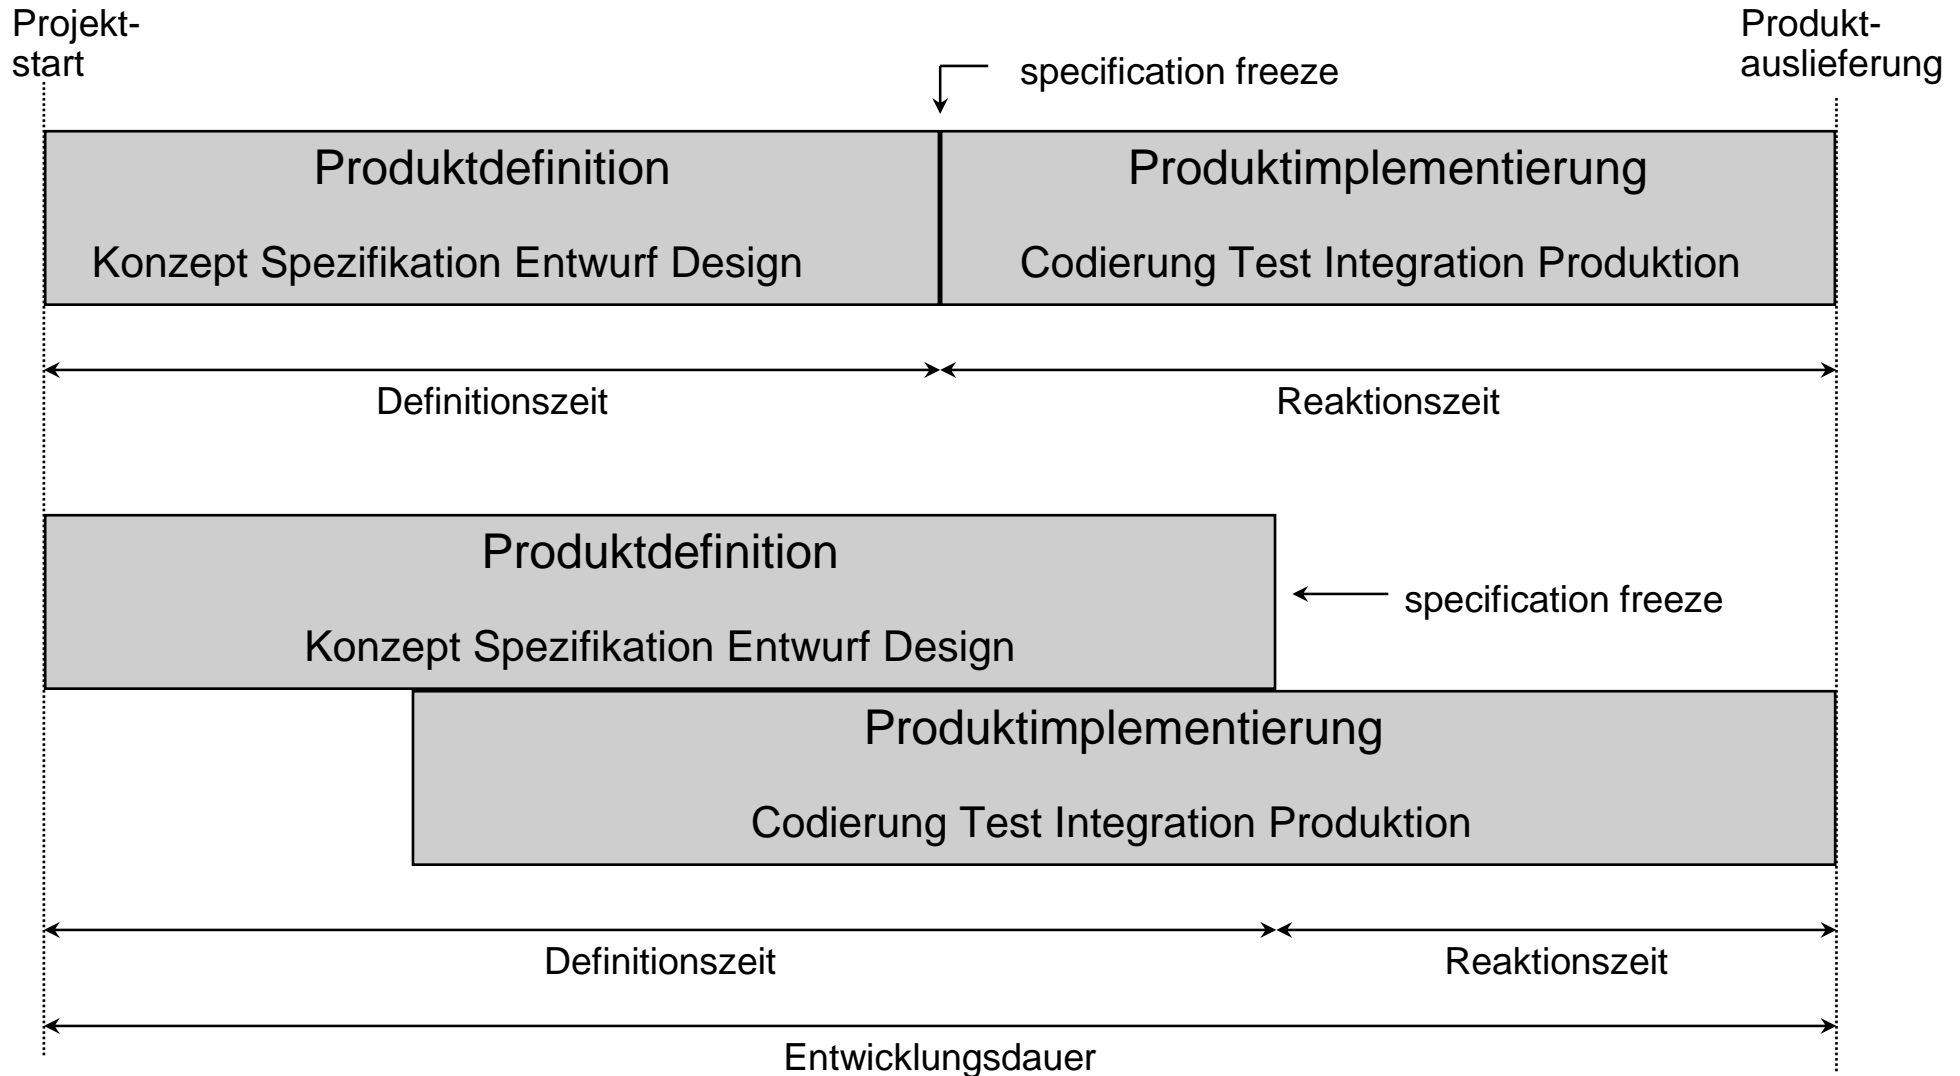 Projekt-
start
Produkt-
auslieferung
specification freeze
Produktdefinition
Produktimplementierung
Konzept Spezifikation Entwurf Design
Codierung Test Integration Produktion
Definitionszeit
Reaktionszeit
Produktdefinition
specification freeze
Konzept Spezifikation Entwurf Design
Produktimplementierung
Codierung Test Integration Produktion
Definitionszeit
Reaktionszeit
Entwicklungsdauer